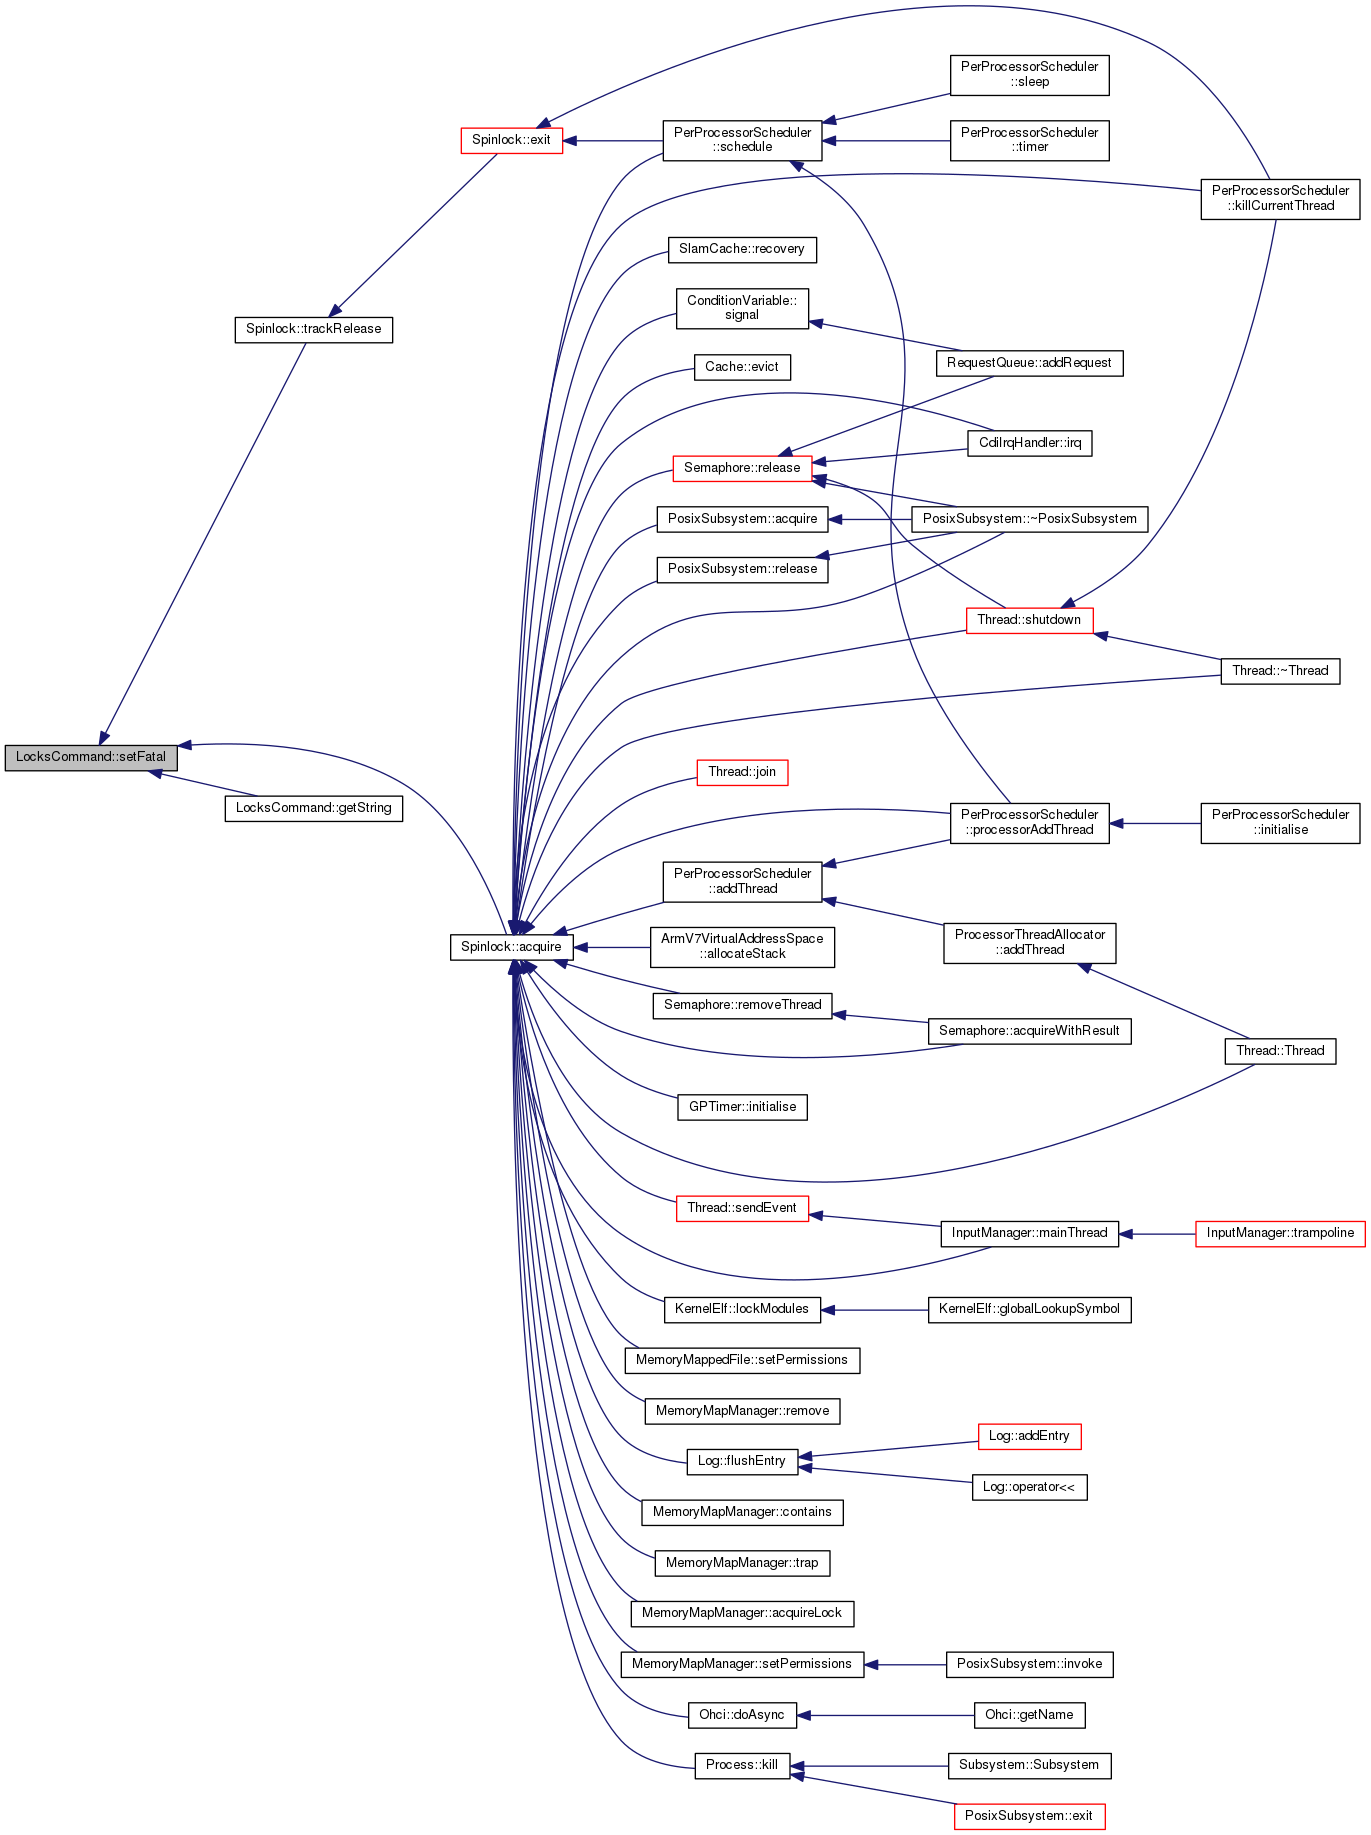 PerProcessorScheduler
::sleep
Spinlock::exit
PerProcessorScheduler
::schedule
PerProcessorScheduler
::timer
PerProcessorScheduler
::killCurrentThread
SlamCache::recovery
ConditionVariable::
signal
Spinlock::trackRelease
Cache::evict
RequestQueue::addRequest
CdiIrqHandler::irq
Semaphore::release
PosixSubsystem::acquire
PosixSubsystem::~PosixSubsystem
PosixSubsystem::release
Thread::shutdown
Thread::~Thread
LocksCommand::setFatal
Thread::join
LocksCommand::getString
PerProcessorScheduler
::processorAddThread
PerProcessorScheduler
::initialise
PerProcessorScheduler
::addThread
Spinlock::acquire
ArmV7VirtualAddressSpace
::allocateStack
ProcessorThreadAllocator
::addThread
Semaphore::removeThread
Semaphore::acquireWithResult
Thread::Thread
GPTimer::initialise
Thread::sendEvent
InputManager::mainThread
InputManager::trampoline
KernelElf::lockModules
KernelElf::globalLookupSymbol
MemoryMappedFile::setPermissions
MemoryMapManager::remove
Log::flushEntry
Log::addEntry
Log::operator<<
MemoryMapManager::contains
MemoryMapManager::trap
MemoryMapManager::acquireLock
MemoryMapManager::setPermissions
PosixSubsystem::invoke
Ohci::doAsync
Ohci::getName
Process::kill
Subsystem::Subsystem
PosixSubsystem::exit